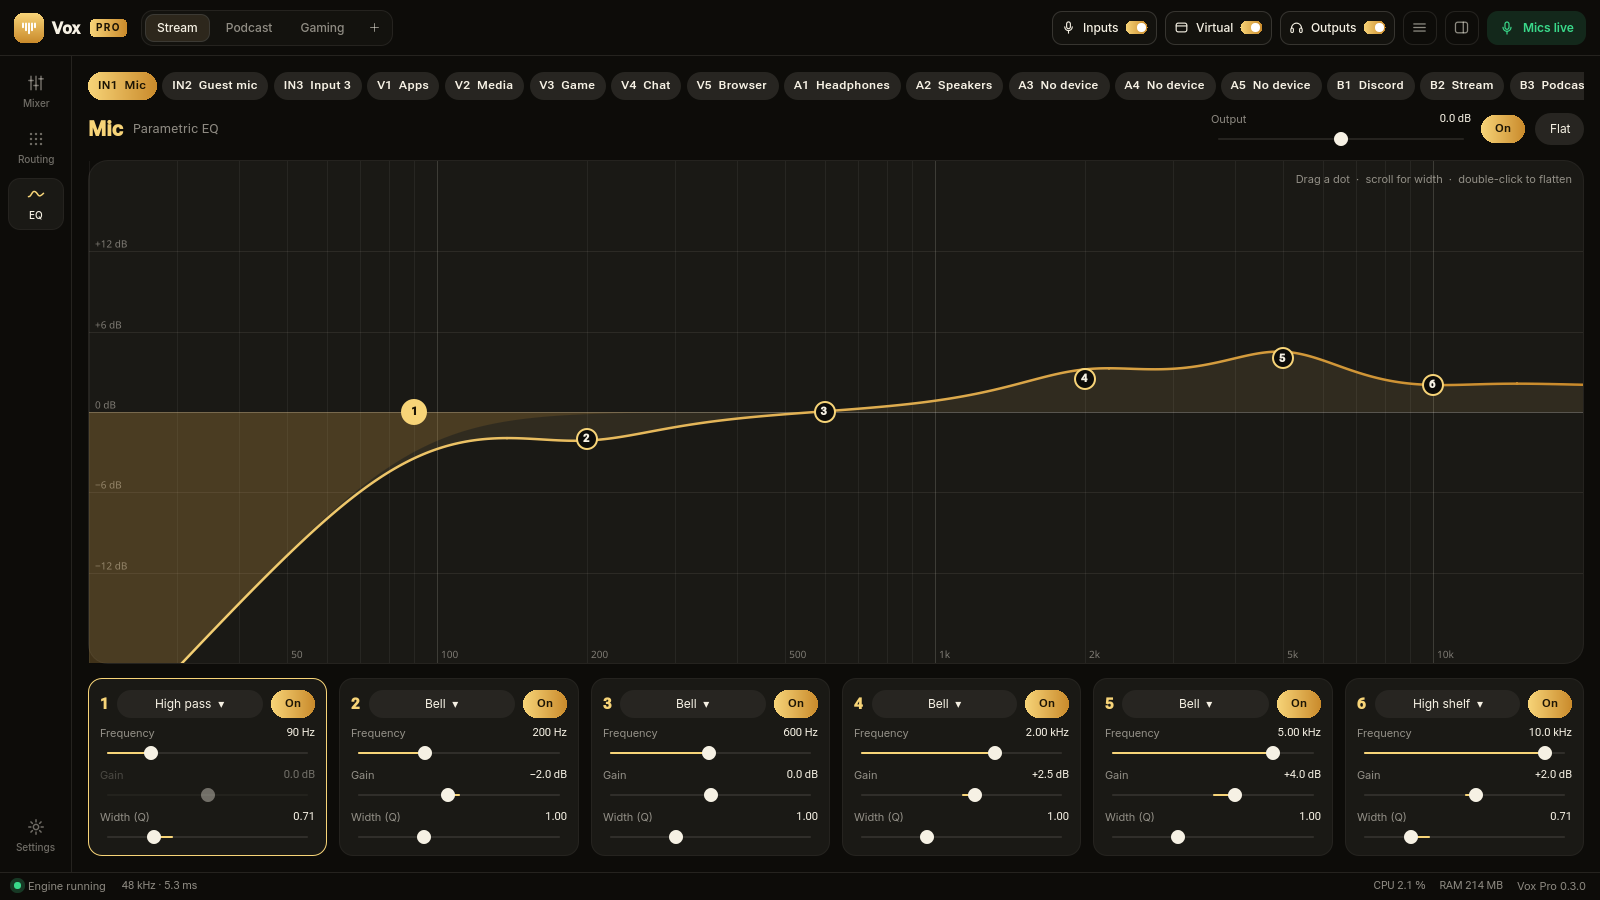 Vox PRO Stream Podcast Gaming + Inputs Virtual Outputs Mics live
IN1 Mic IN2 Guest mic IN3 Input 3 V1 Apps V2 Media V3 Game V4 Chat V5 Browser A1 Headphones A2 Speakers A3 No device A4 No device A5 No device B1 Discord B2 Stream B3 Podcas
Mixer
Routing
EQ
Settings
Mic Parametric EQ Output 0.0 dB On Flat
Drag a dot · scroll for width · double-click to flatten
+12 dB
+6 dB
0 dB
−6 dB
−12 dB
1 2 3 4 5 6
50 100 200 500 1k 2k 5k 10k
1 High pass ▾ On
Frequency 90 Hz
Gain 0.0 dB
Width (Q) 0.71
2 Bell ▾ On
Frequency 200 Hz
Gain −2.0 dB
Width (Q) 1.00
3 Bell ▾ On
Frequency 600 Hz
Gain 0.0 dB
Width (Q) 1.00
4 Bell ▾ On
Frequency 2.00 kHz
Gain +2.5 dB
Width (Q) 1.00
5 Bell ▾ On
Frequency 5.00 kHz
Gain +4.0 dB
Width (Q) 1.00
6 High shelf ▾ On
Frequency 10.0 kHz
Gain +2.0 dB
Width (Q) 0.71
Engine running 48 kHz · 5.3 ms CPU 2.1 % RAM 214 MB Vox Pro 0.3.0